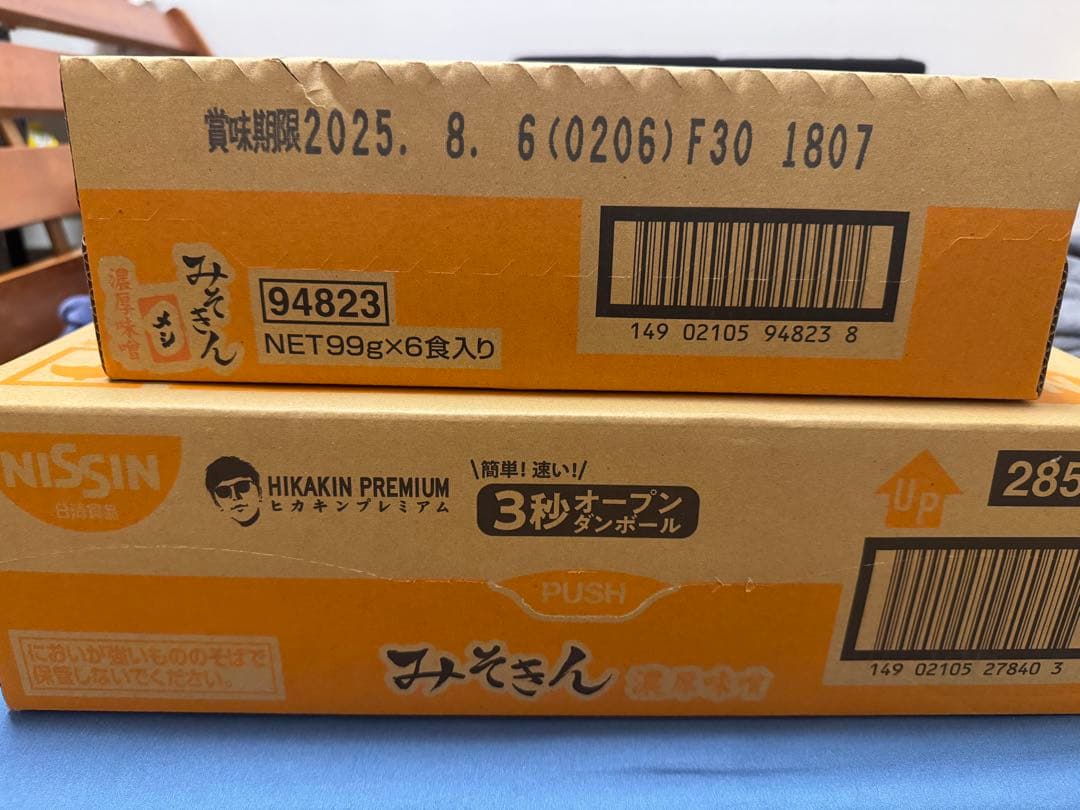 賞味期限2025. 8. 6(0206)F30 1807
みそきん
メシ
濃厚味噌
94823
NET99g×6食入り
149 02105 94823 8
NISSIN
日清食品
HIKAKIN PREMIUM
ヒカキンプレミアム
\簡単!速い!/
3秒オープン
ダンボール
UP
285
PUSH
においが強いもののそばで
保管しないでください。
みそきん 濃厚味噌
149 02105 27840 3